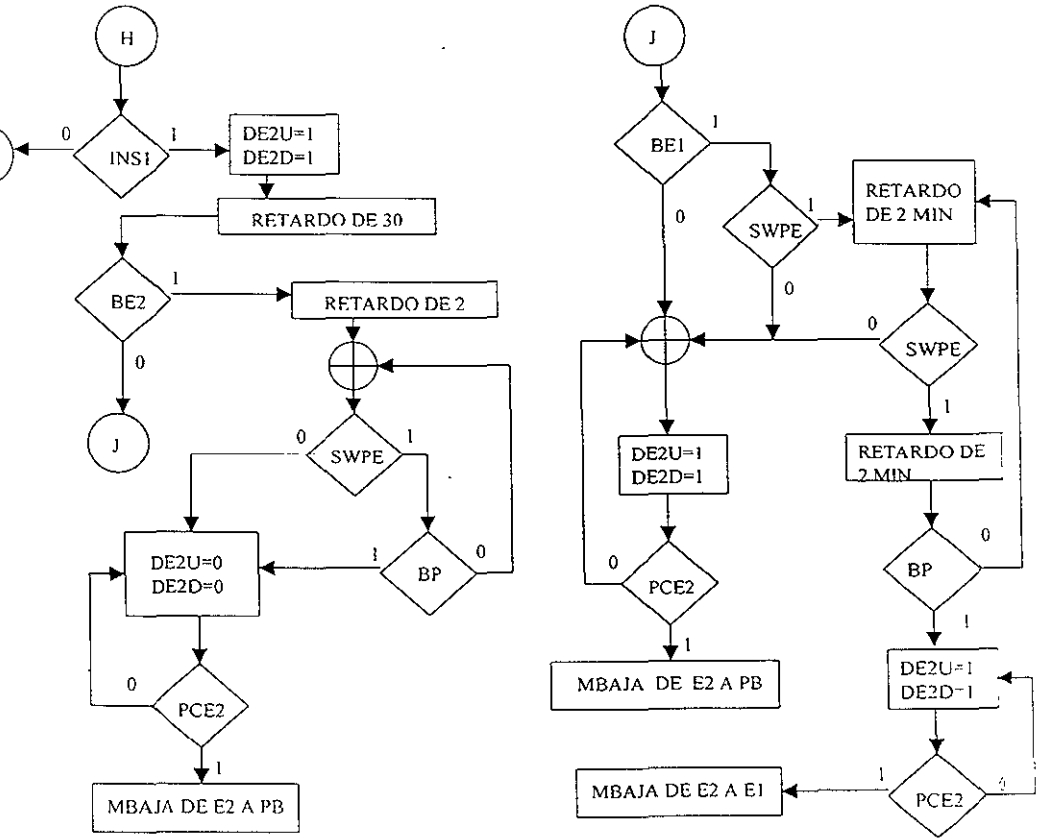 H
0
INS1
1
DE2U=1
DE2D=1
RETARDO DE 30
BE2
1
RETARDO DE 2
0
J
0
SWPE
1
DE2U=0
DE2D=0
1
BP
0
0
PCE2
1
MBAJA DE E2 A PB
J
BE1
1
0
SWPE
1
RETARDO
DE 2 MIN
0
0
SWPE
1
DE2U=1
DE2D=1
RETARDO DE
2 MIN
0
PCE2
1
BP
0
1
MBAJA DE E2 A PB
DE2U=1
DE2D=1
MBAJA DE E2 A E1
1
PCE2